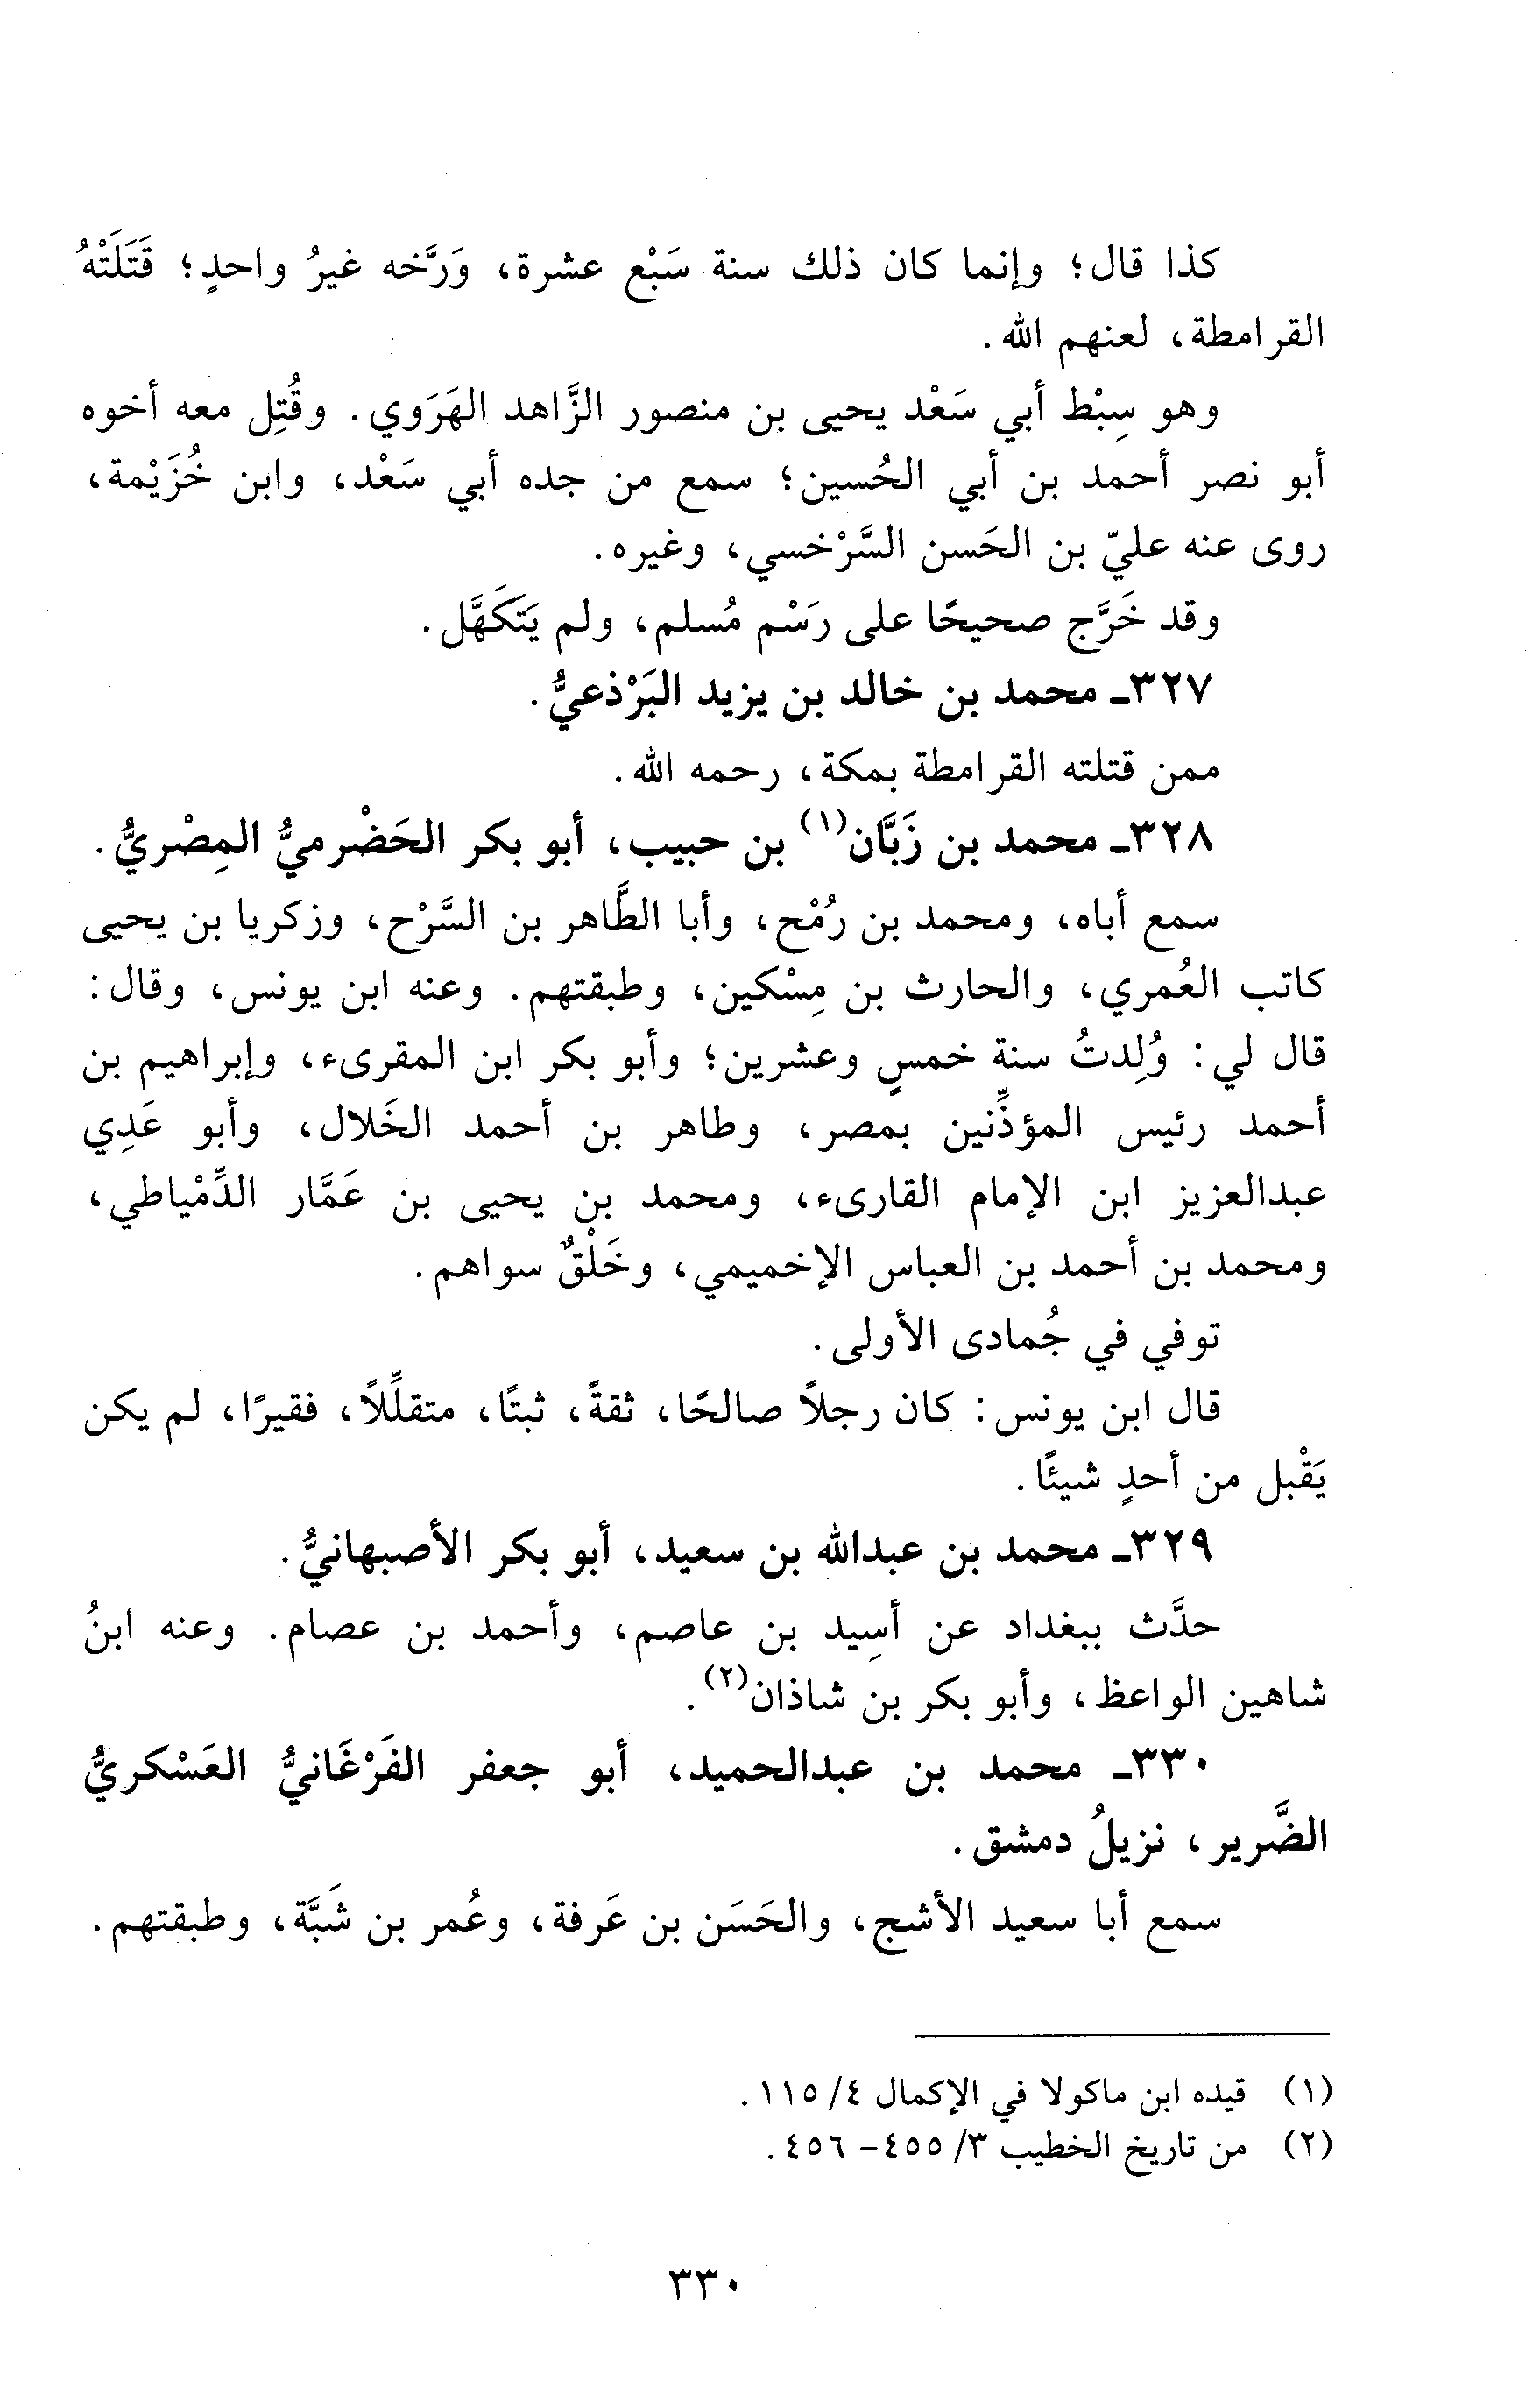 كذا قال؛ وإنما كان ذلك سنة سَبْع عشرة، وَرَّخه غيرُ واحدٍ؛ قَتَلَتْهُ
القرامطة، لعنهم الله.
وهو سِبْط أبي سَعْد يحيى بن منصور الزَّاهد الهَرَوي. وقُتِل معه أخوه
أبو نصر أحمد بن أبي الحُسين؛ سمع من جده أبي سَعْد، وابن خُزَيْمة،
روى عنه عليّ بن الحَسن السَّرْخسي، وغيره.
وقد خَرَّج صحيحًا على رَسْم مُسلم، ولم يَتَكَهَّل.
٣٢٧- محمد بن خالد بن يزيد البَرْذعيُّ.
ممن قتلته القرامطة بمكة، رحمه الله.
٣٢٨- محمد بن زَبَّان(١) بن حبيب، أبو بكر الحَضْرميُّ المِصْريُّ.
سمع أباه، ومحمد بن رُمْح، وأبا الطَّاهر بن السَّرْح، وزكريا بن يحيى
كاتب العُمري، والحارث بن مِسْكين، وطبقتهم. وعنه ابن يونس، وقال:
قال لي: وُلِدتُ سنة خمسٍ وعشرين؛ وأبو بكر ابن المقرىء، وإبراهيم بن
أحمد رئيس المؤذِّنين بمصر، وطاهر بن أحمد الخَلال، وأبو عَدِي
عبدالعزيز ابن الإمام القارىء، ومحمد بن يحيى بن عَمَّار الدِّمْياطي،
ومحمد بن أحمد بن العباس الإخميمي، وخَلْقٌ سواهم.
توفي في جُمادى الأولى.
قال ابن يونس: كان رجلاً صالحًا، ثقةً، ثبتًا، متقلِّلاً، فقيرًا، لم يكن
يَقْبل من أحدٍ شيئًا.
٣٢٩- محمد بن عبدالله بن سعيد، أبو بكر الأصبهانيُّ.
حدَّث ببغداد عن أسِيد بن عاصم، وأحمد بن عصام. وعنه ابنُ
شاهين الواعظ، وأبو بكر بن شاذان(٢).
٣٣٠- محمد بن عبدالحميد، أبو جعفر الفَرْغَانيُّ العَسْكريُّ
الضَّرير، نزيلُ دمشق.
سمع أبا سعيد الأشج، والحَسَن بن عَرفة، وعُمر بن شَبَّة، وطبقتهم.
(١) قيده ابن ماكولا في الإكمال ٤/ ١١٥.
(٢) من تاريخ الخطيب ٣/ ٤٥٥- ٤٥٦.
٣٣٠